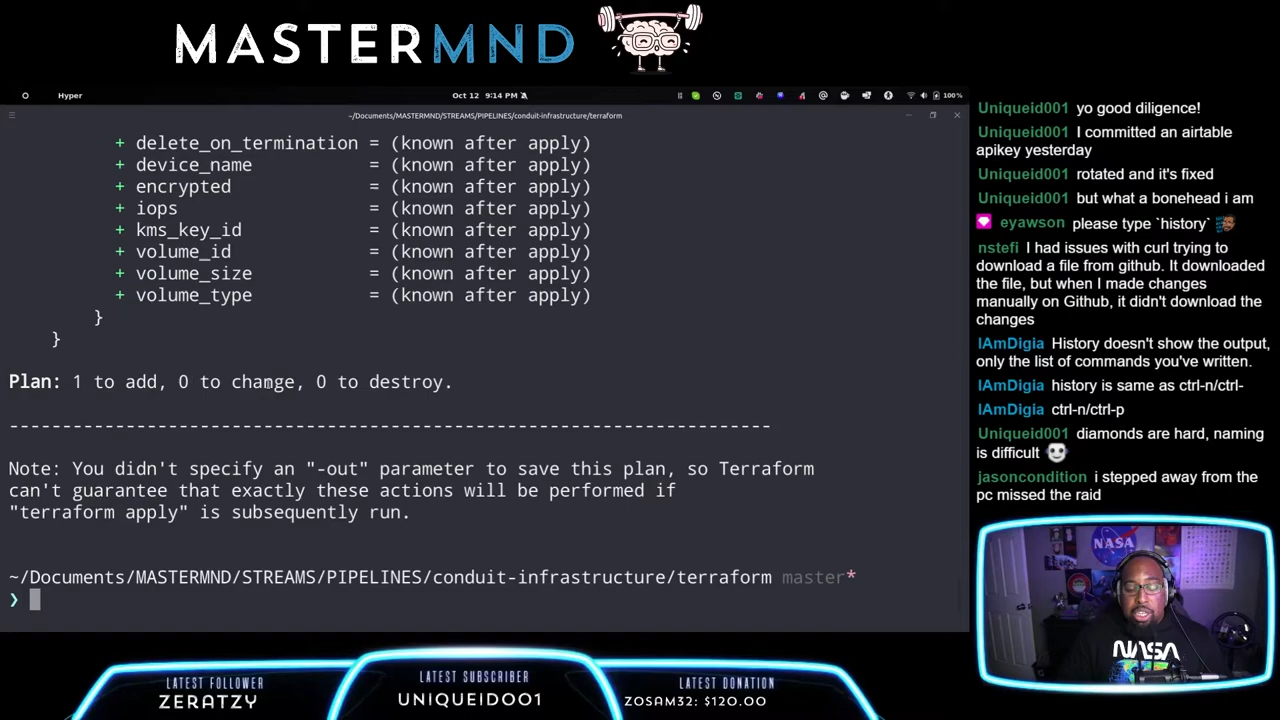 MASTERMND
Hyper
Oct 12 9:14 PM
100%
~/Documents/MASTERMND/STREAMS/PIPELINES/conduit-infrastructure/terraform
+ delete_on_termination = (known after apply)
+ device_name = (known after apply)
+ encrypted = (known after apply)
+ iops = (known after apply)
+ kms_key_id = (known after apply)
+ volume_id = (known after apply)
+ volume_size = (known after apply)
+ volume_type = (known after apply)
}
}
Plan: 1 to add, 0 to change, 0 to destroy.
------------------------------------------------------------------------
Note: You didn't specify an "-out" parameter to save this plan, so Terraform
can't guarantee that exactly these actions will be performed if
"terraform apply" is subsequently run.
~/Documents/MASTERMND/STREAMS/PIPELINES/conduit-infrastructure/terraform master*
❯
Uniqueid001 yo good diligence!
Uniqueid001 I committed an airtable
apikey yesterday
Uniqueid001 rotated and it's fixed
Uniqueid001 but what a bonehead i am
eyawson please type `history`
nstefi I had issues with curl trying to
download a file from github. It downloaded
the file, but when I made changes
manually on Github, it didn't download the
changes
IAmDigia History doesn't show the output,
only the list of commands you've written.
IAmDigia history is same as ctrl-n/ctrl-
IAmDigia ctrl-n/ctrl-p
Uniqueid001 diamonds are hard, naming
is difficult
jasoncondition i stepped away from the
pc missed the raid
NASA
NASA
LATEST FOLLOWER
ZERATZY
LATEST SUBSCRIBER
UNIQUEID001
LATEST DONATION
ZOSAM32: $120.00